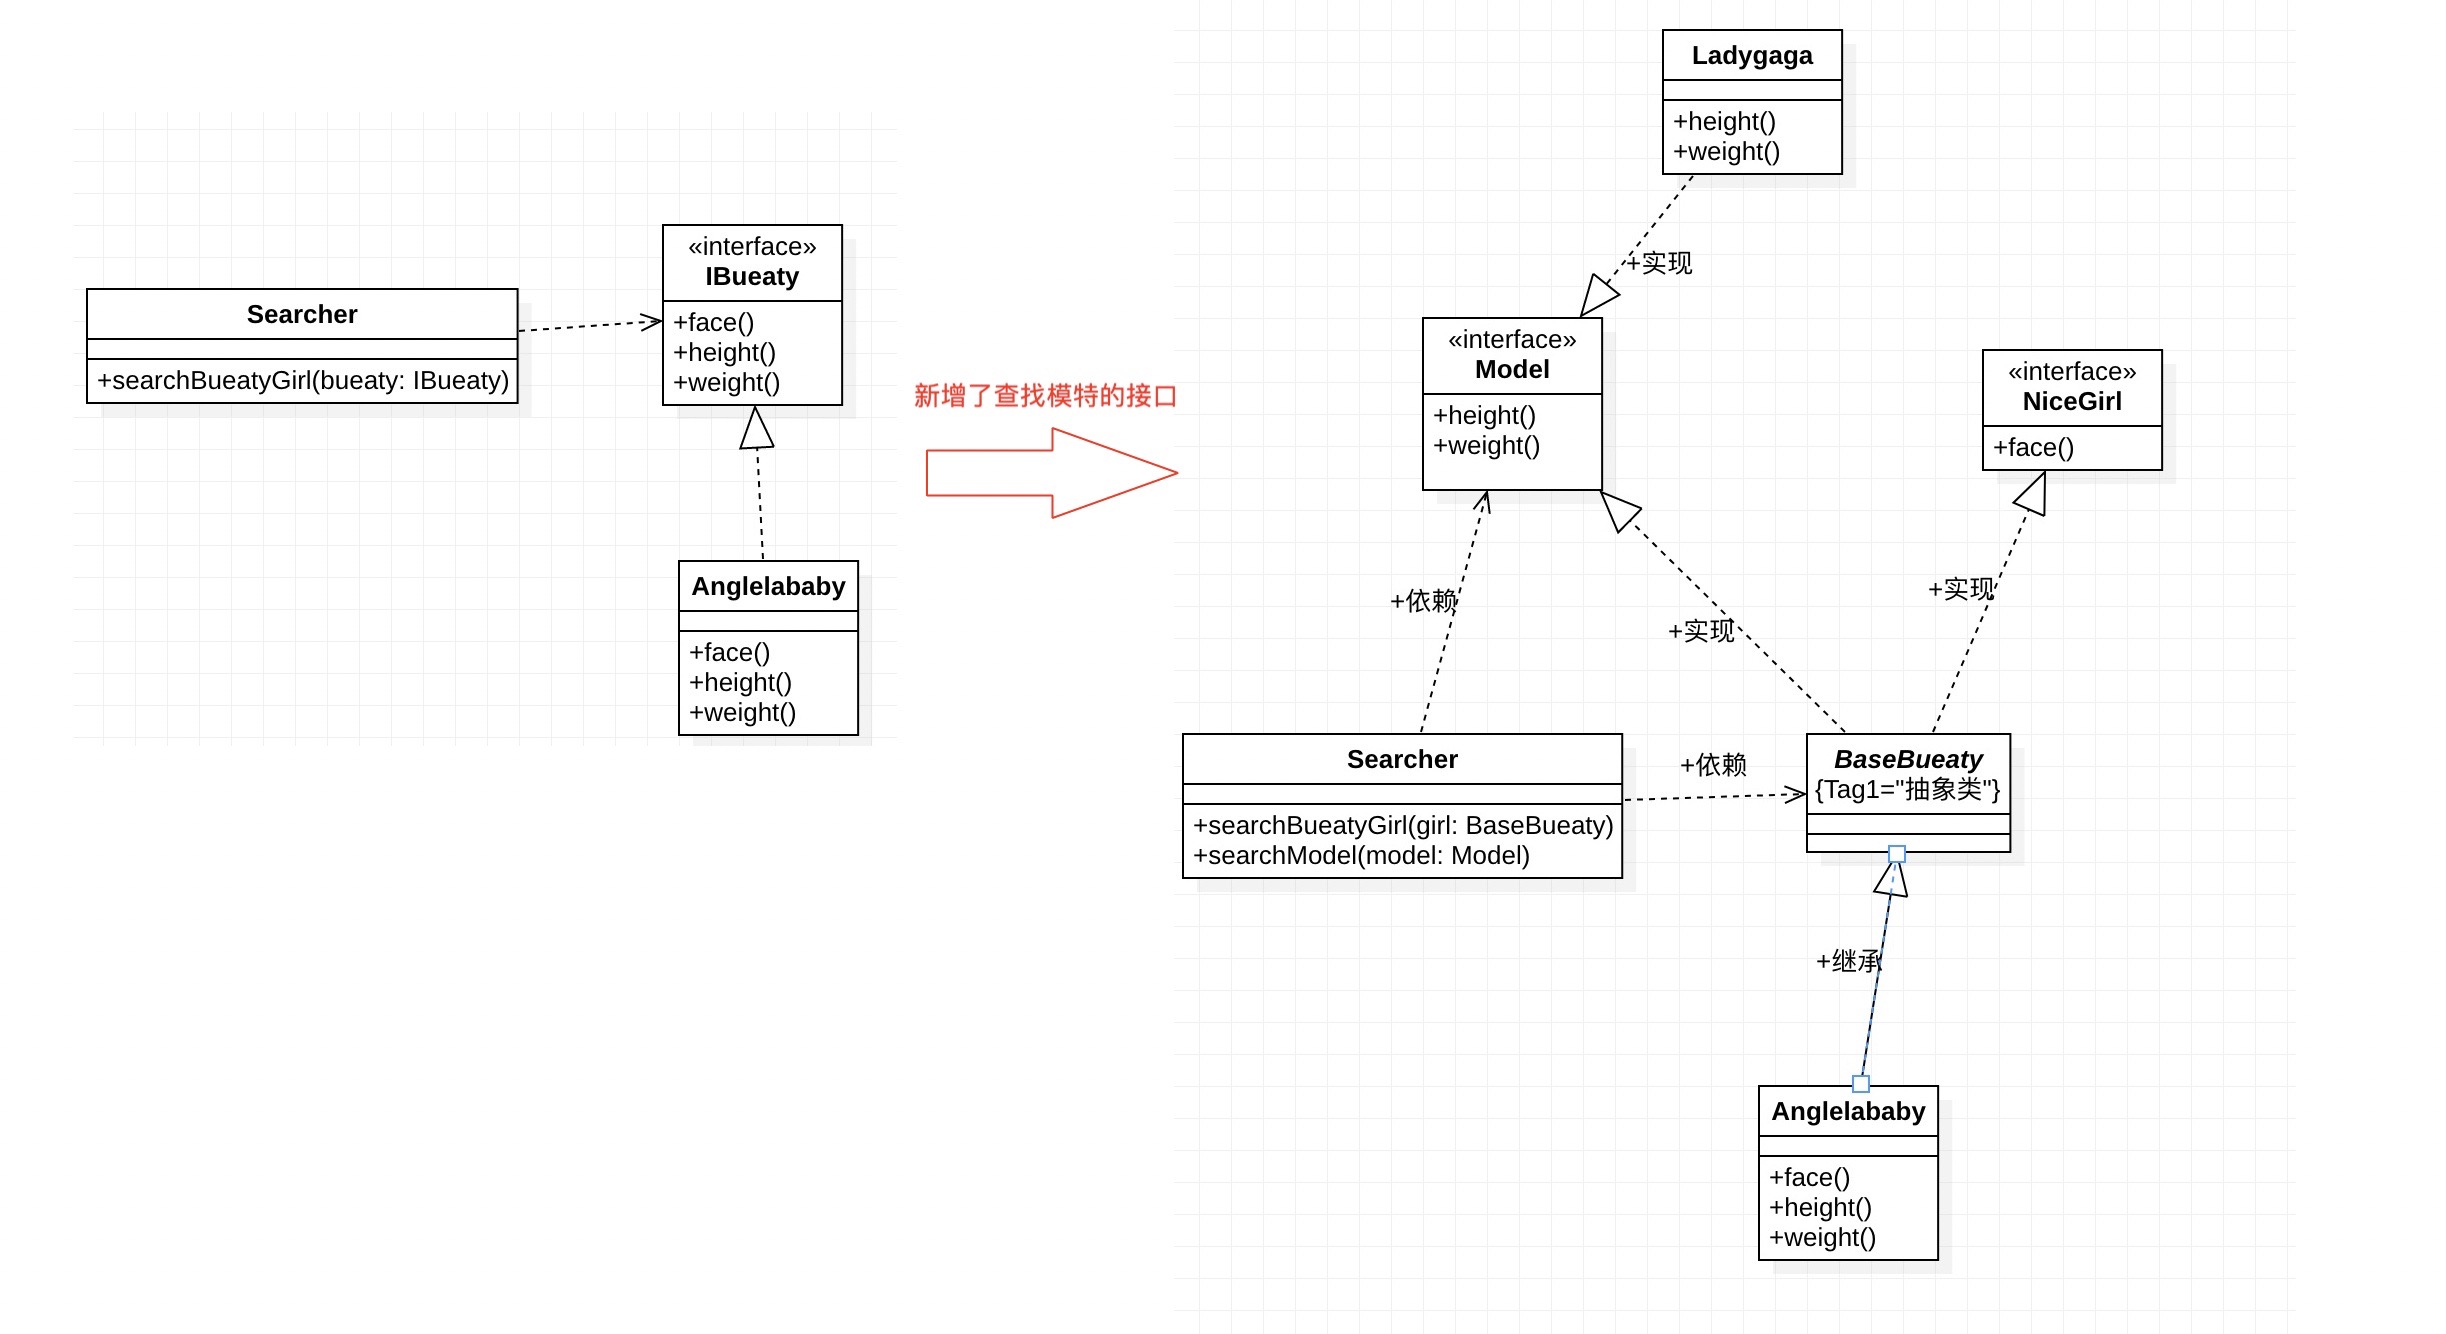 Searcher
+searchBueatyGirl(bueaty: IBueaty)
«interface»
IBueaty
+face()
+height()
+weight()
Anglelababy
+face()
+height()
+weight()
新增了查找模特的接口
Ladygaga
+height()
+weight()
+实现
«interface»
Model
+height()
+weight()
«interface»
NiceGirl
+face()
+依赖
+实现
+实现
Searcher
+searchBueatyGirl(girl: BaseBueaty)
+searchModel(model: Model)
+依赖
BaseBueaty
{Tag1="抽象类"}
+继承
Anglelababy
+face()
+height()
+weight()